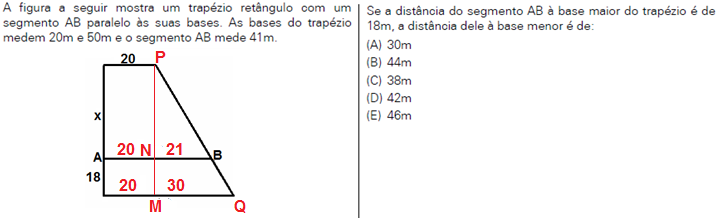 A figura a seguir mostra um trapézio retângulo com um
segmento AB paralelo às suas bases. As bases do trapézio
medem 20m e 50m e o segmento AB mede 41m.
20
P
x
A
20
N
21
B
18
20
30
M
Q
Se a distância do segmento AB à base maior do trapézio é de
18m, a distância dele à base menor é de:
(A) 30m
(B) 44m
(C) 38m
(D) 42m
(E) 46m